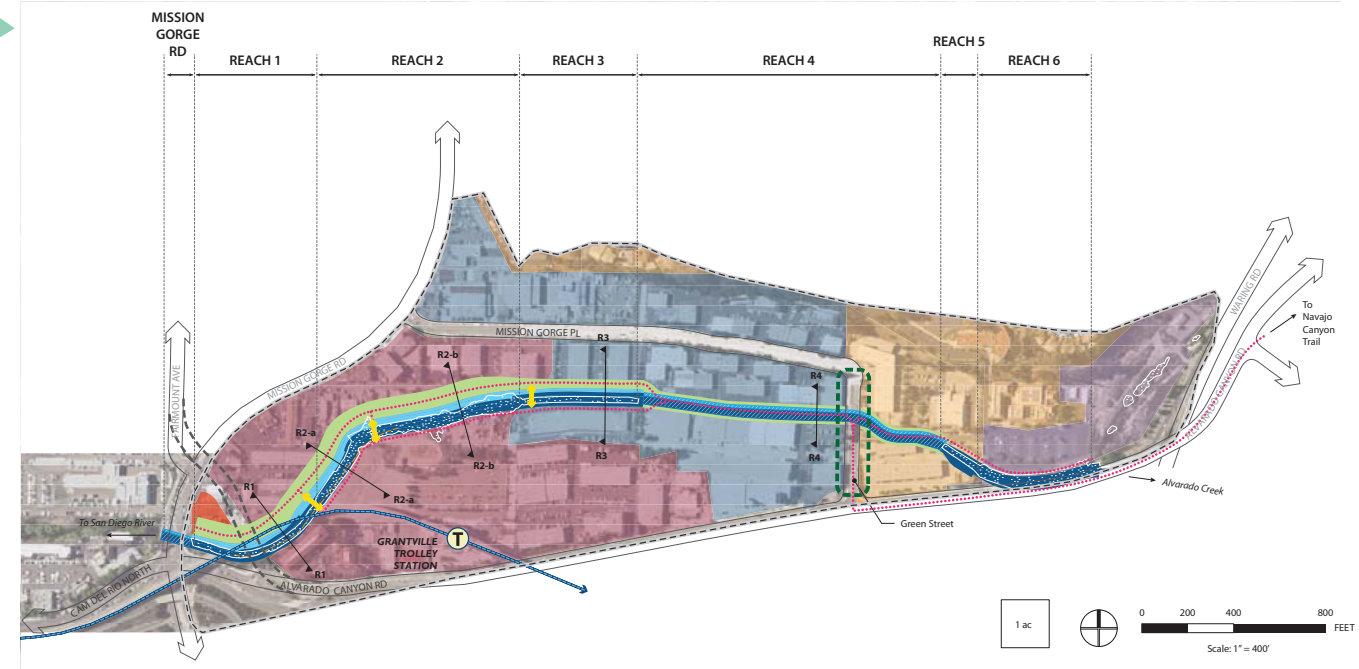 MISSION
GORGE
RD
REACH 1
REACH 2
REACH 3
REACH 4
REACH 5
REACH 6
WARING RD
To
Navajo
Canyon
Trail
ALVARADO CANYON RD
MISSION GORGE PL
MISSION GORGE RD
FAIRMOUNT AVE
R3
R2-b
R4
R2-a
R3
R4
R2-b
R2-a
R1
Alvarado Creek
Green Street
To San Diego River
GRANTVILLE
TROLLEY
STATION
T
R1
ALVARADO CANYON RD
CAM DEL RIO NORTH
1 ac
0 200 400 800
FEET
Scale: 1" = 400'